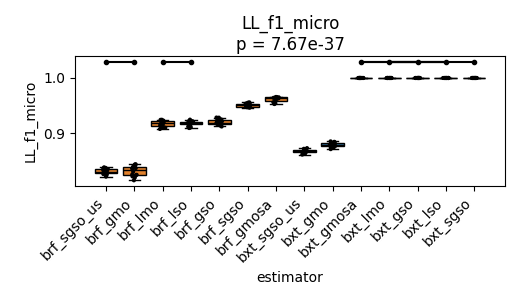 LL_f1_micro
p = 7.67e-37
LL_f1_micro
1.0
0.9
brf_sgso_us
brf_gmo
brf_lmo
brf_lso
brf_gso
brf_sgso
brf_gmosa
bxt_sgso_us
bxt_gmo
bxt_gmosa
bxt_lmo
bxt_gso
bxt_lso
bxt_sgso
estimator